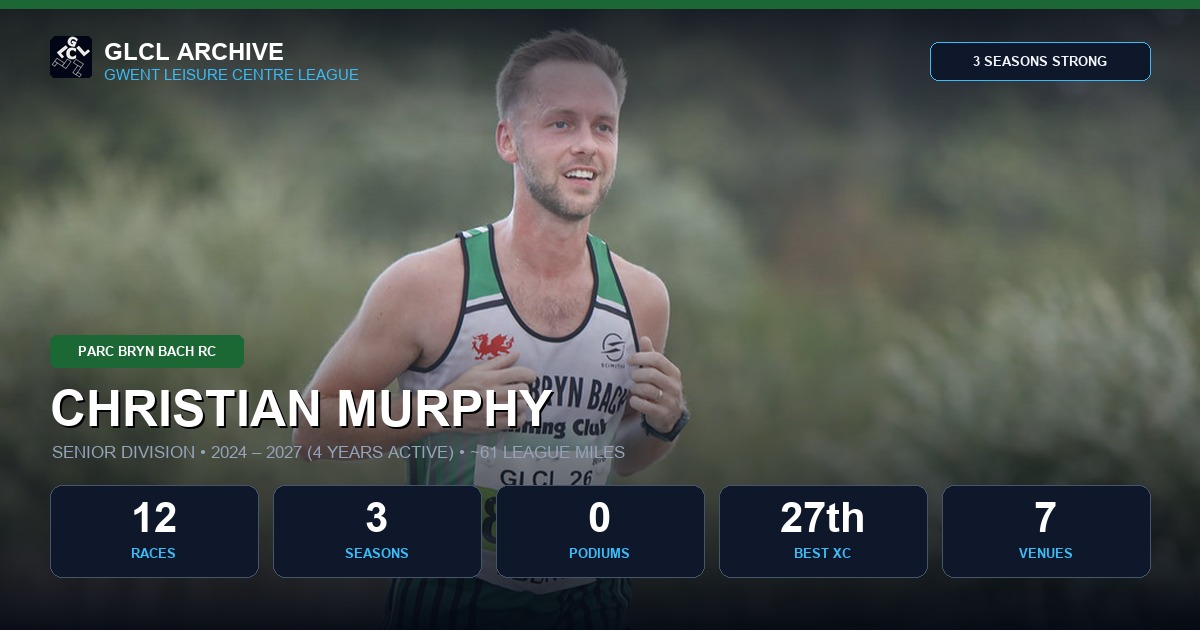 GLCL ARCHIVE
GWENT LEISURE CENTRE LEAGUE
3 SEASONS STRONG
PARC BRYN BACH RC
BRYN BACH
Running Club
CHRISTIAN MURPHY
SENIOR DIVISION • 2024 – 2027 (4 YEARS ACTIVE) • ~61 LEAGUE MILES
GLCL 26
12
RACES
3
SEASONS
0
PODIUMS
27th
BEST XC
7
VENUES